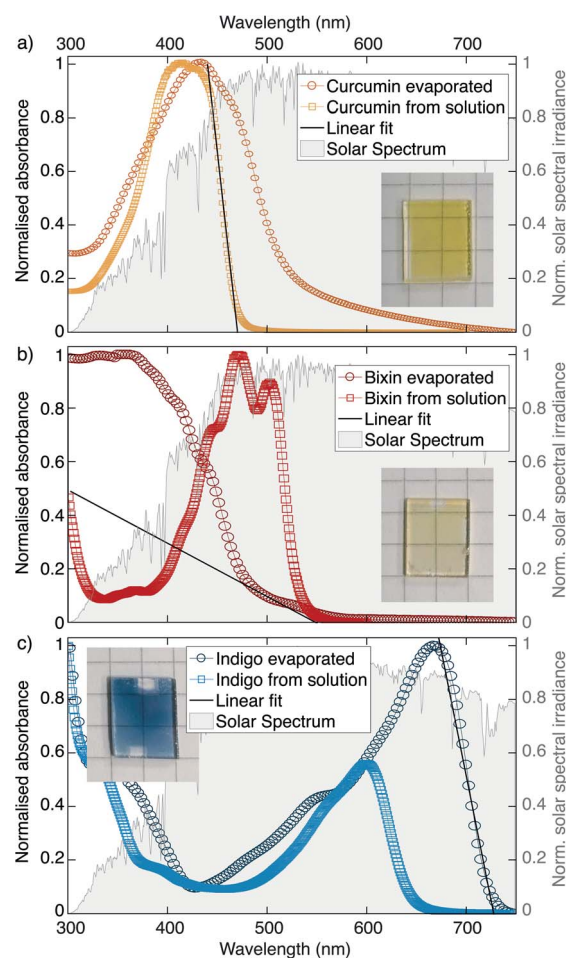 Wavelength (nm)
300 400 500 600 700
a)
Normalised absorbance
1
0.8
0.6
0.4
0.2
0
Curcumin evaporated
Curcumin from solution
Linear fit
Solar Spectrum
1
0.8
0.6
0.4
0.2
0
Norm. solar spectral irradiance
b)
Normalised absorbance
1
0.8
0.6
0.4
0.2
0
Bixin evaporated
Bixin from solution
Linear fit
Solar Spectrum
1
0.8
0.6
0.4
0.2
0
Norm. solar spectral irradiance
c)
Normalised absorbance
1
0.8
0.6
0.4
0.2
0
Indigo evaporated
Indigo from solution
Linear fit
Solar Spectrum
1
0.8
0.6
0.4
0.2
0
Norm. solar spectral irradiance
300 400 500 600 700
Wavelength (nm)